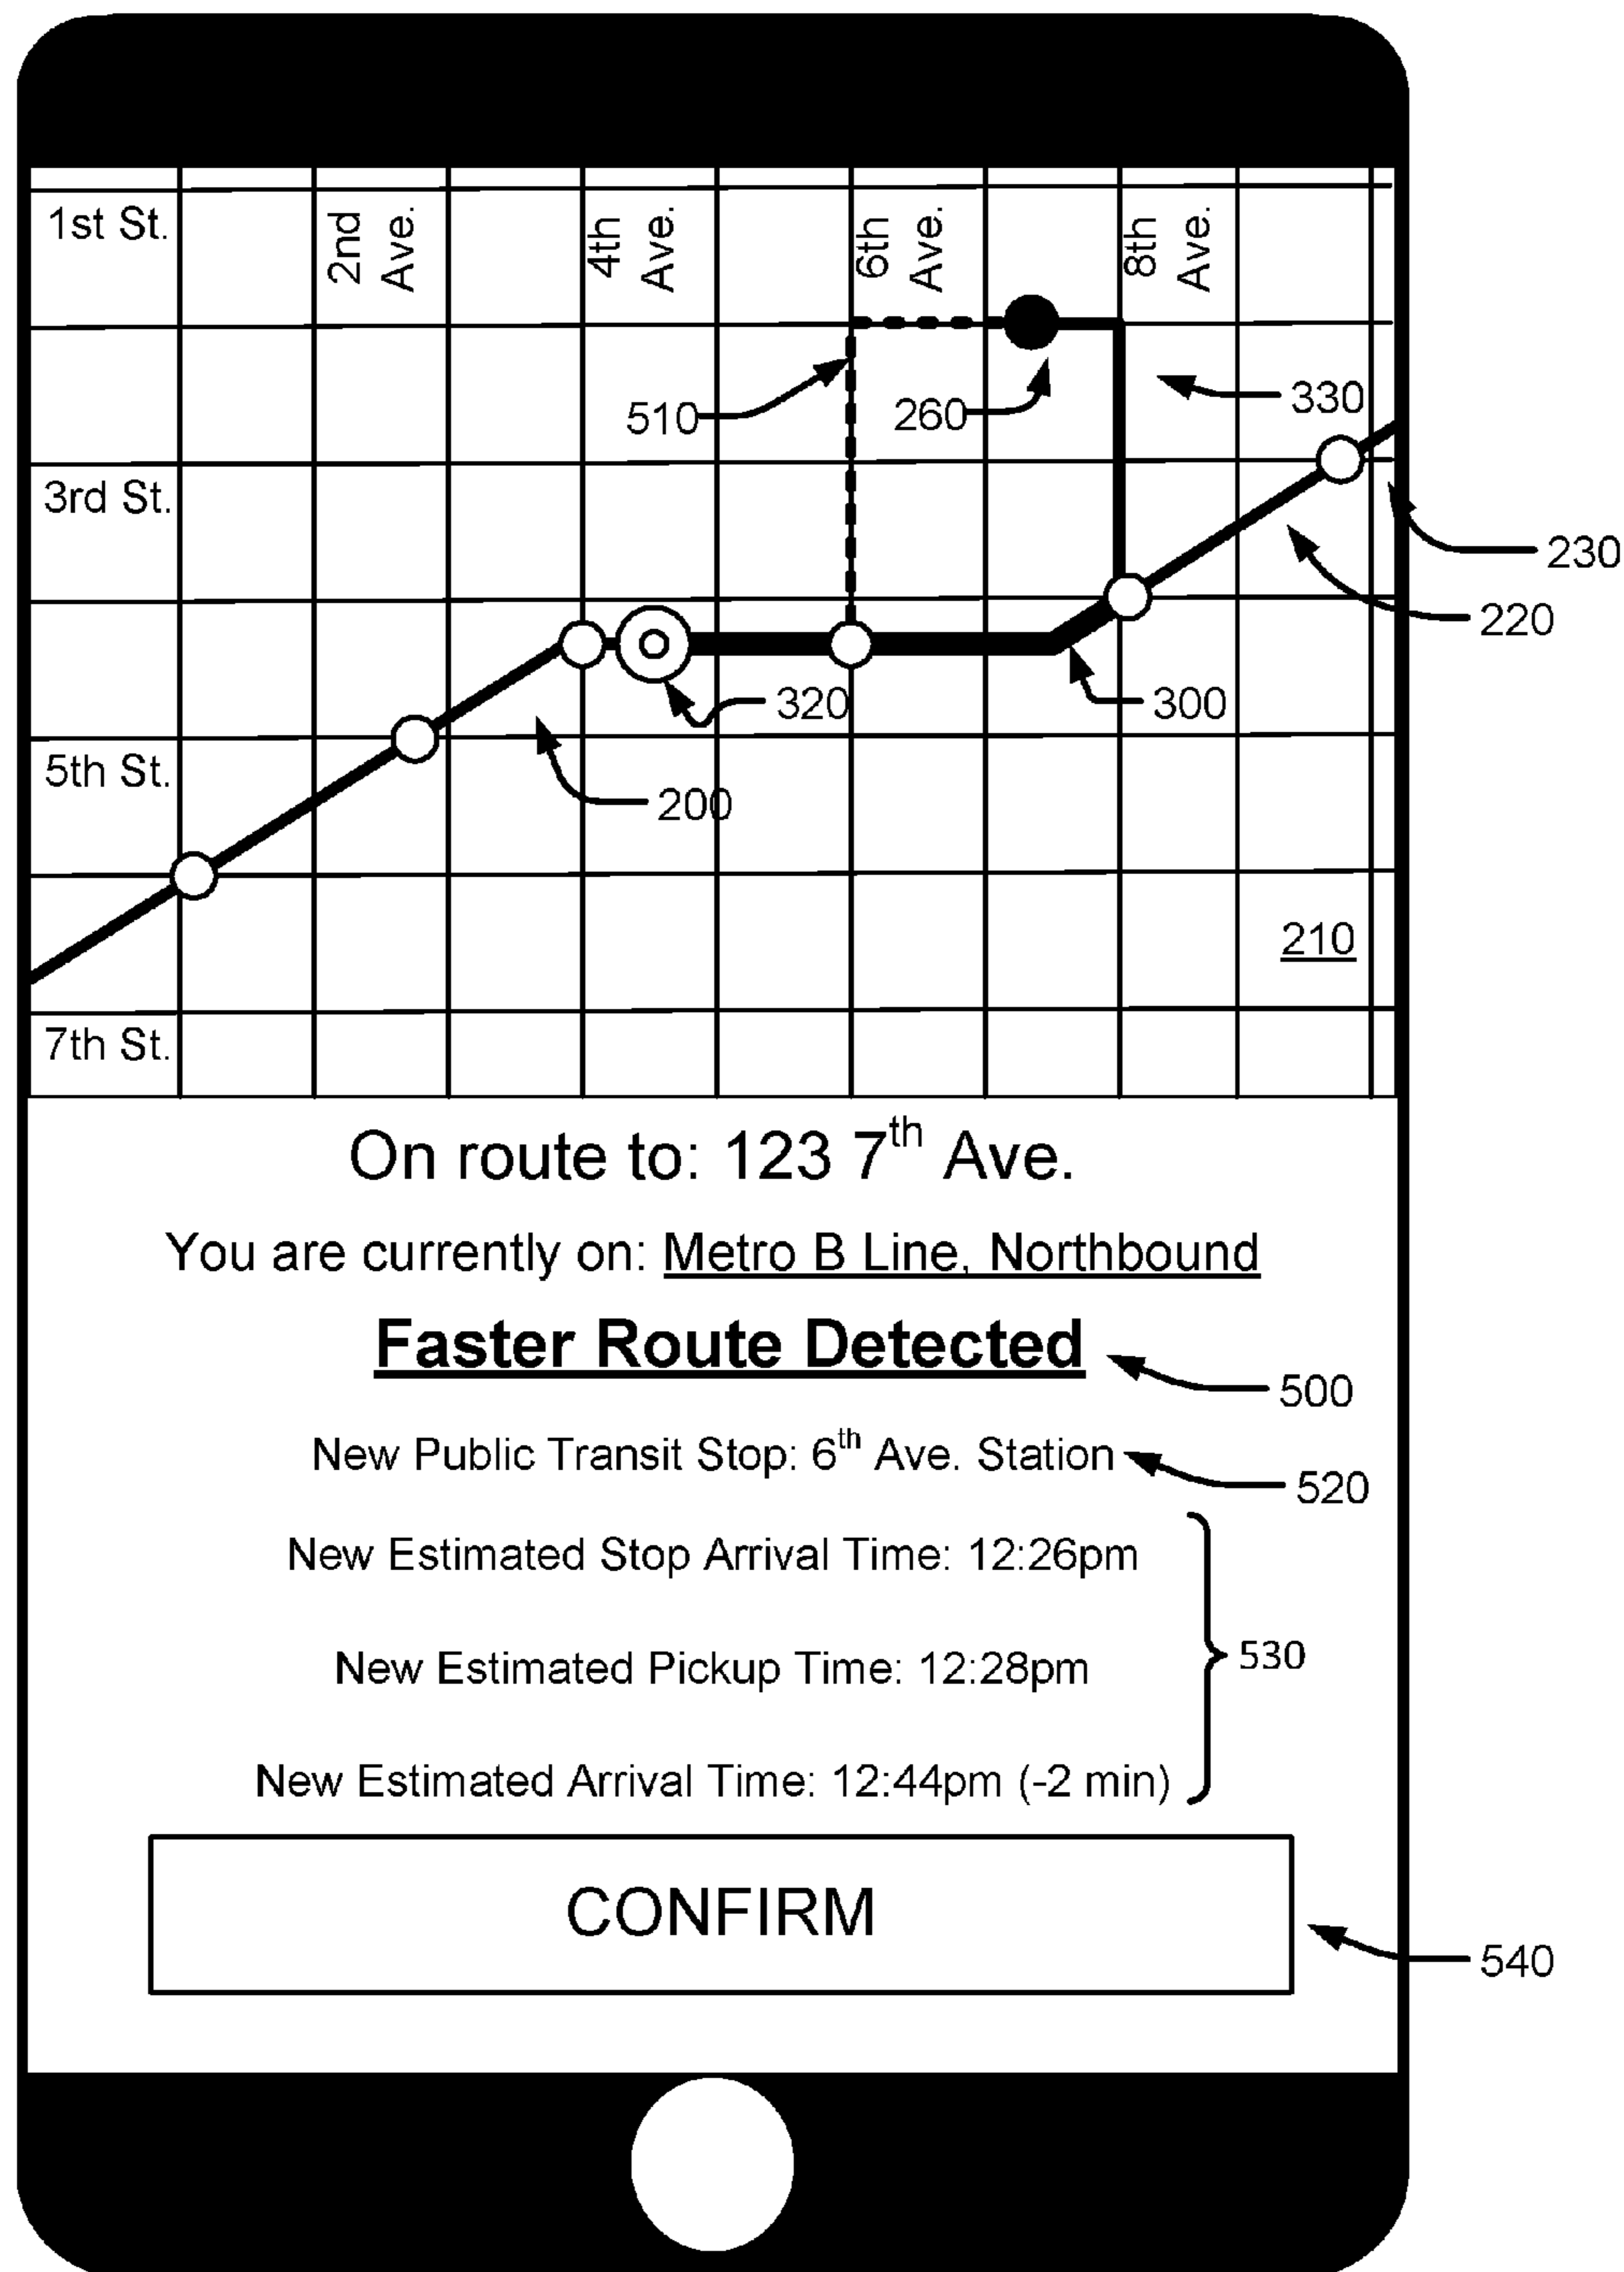 1st St.
2nd Ave.
4th Ave.
6th Ave.
8th Ave.
510
260
330
3rd St.
230
220
320
300
5th St.
200
210
7th St.
On route to: 123 7th Ave.
You are currently on: Metro B Line, Northbound
Faster Route Detected
500
New Public Transit Stop: 6th Ave. Station
520
New Estimated Stop Arrival Time: 12:26pm
New Estimated Pickup Time: 12:28pm
530
New Estimated Arrival Time: 12:44pm (-2 min)
CONFIRM
540